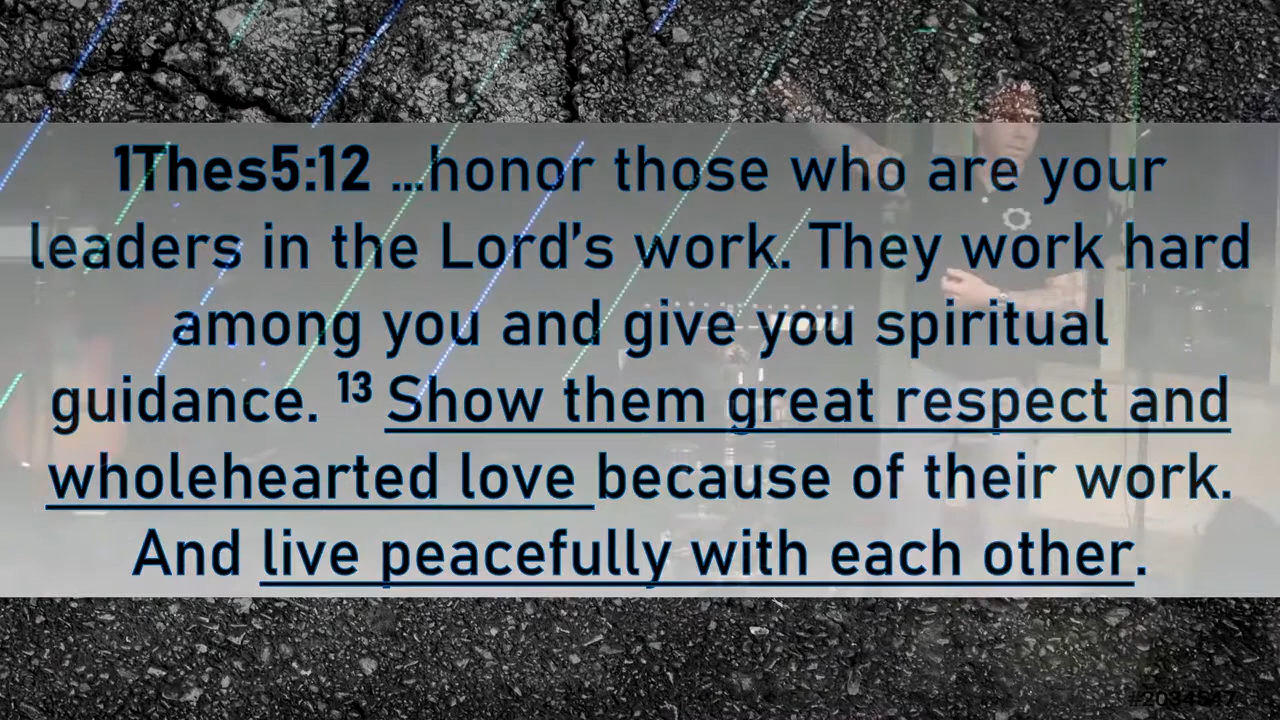 1Thes5:12 ...honor those who are your
leaders in the Lord's work. They work hard
among you and give you spiritual
guidance. 13 Show them great respect and
wholehearted love because of their work.
And live peacefully with each other.